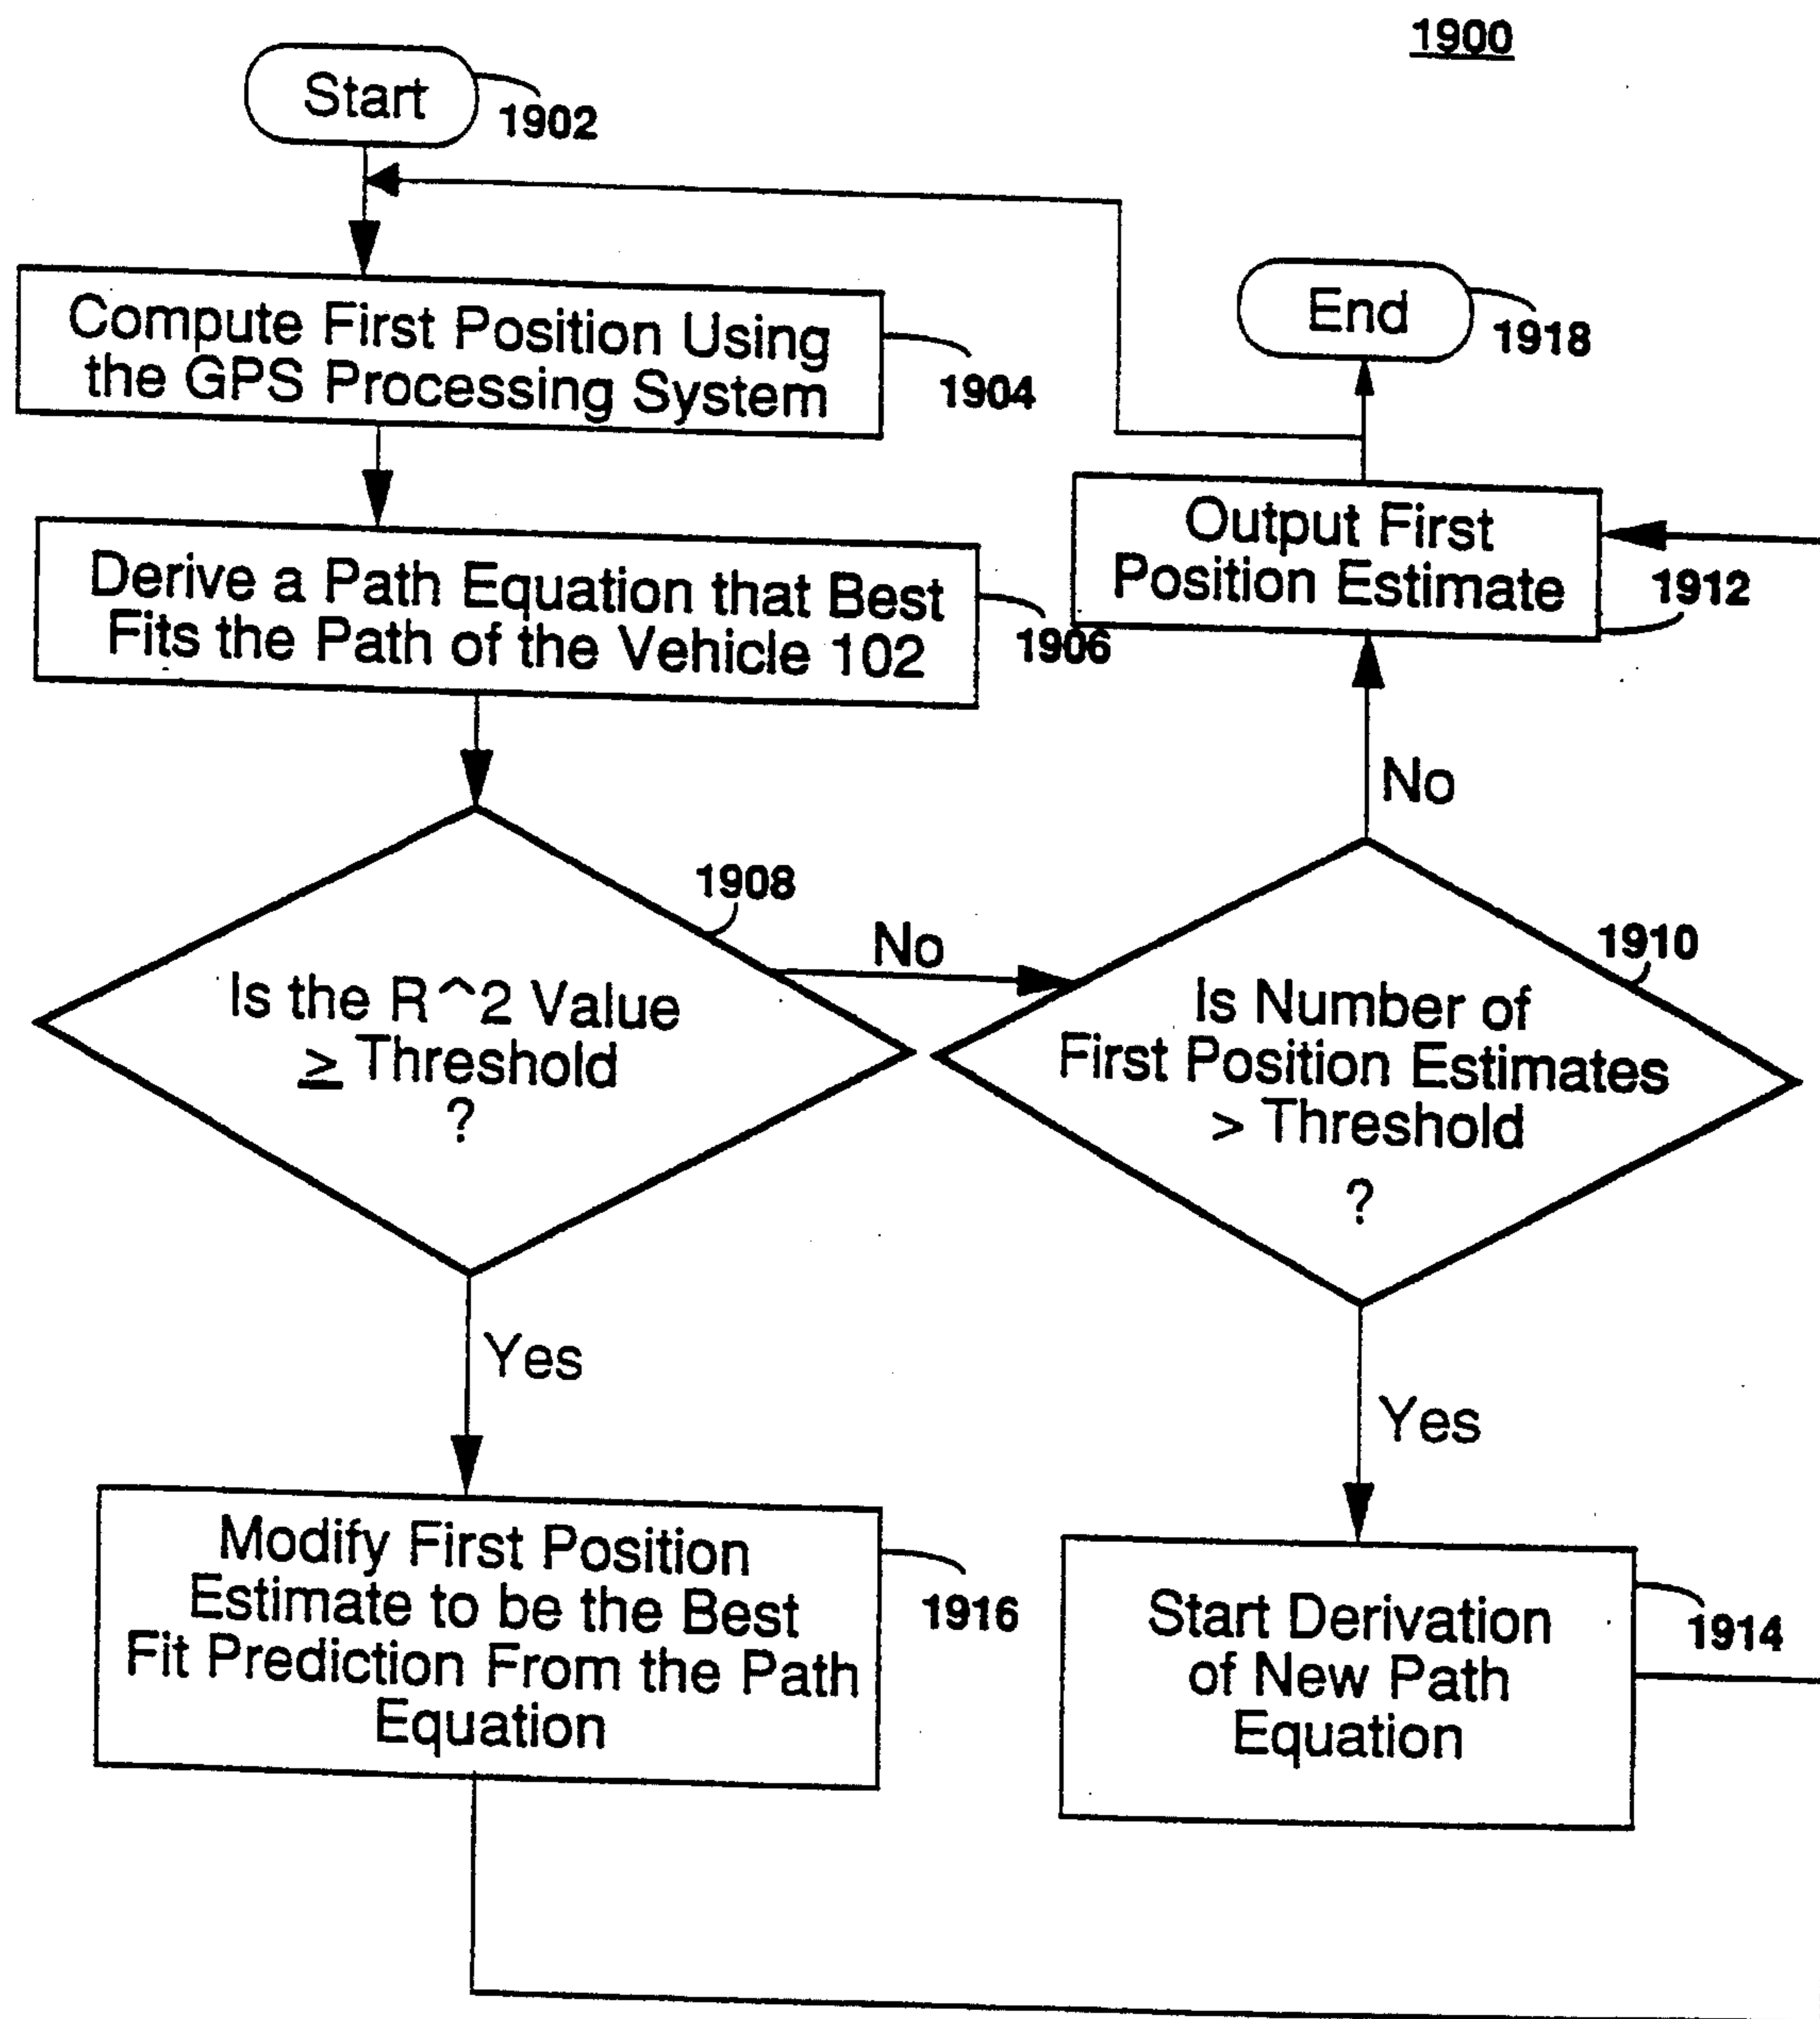 1900
Start
1902
Compute First Position Using
the GPS Processing System
1904
Derive a Path Equation that Best
Fits the Path of the Vehicle 102
1906
Is the R^2 Value
≥ Threshold
?
1908
No
Yes
Modify First Position
Estimate to be the Best
Fit Prediction From the Path
Equation
1916
End
1918
Output First
Position Estimate
1912
No
Is Number of
First Position Estimates
> Threshold
?
1910
Yes
Start Derivation
of New Path
Equation
1914